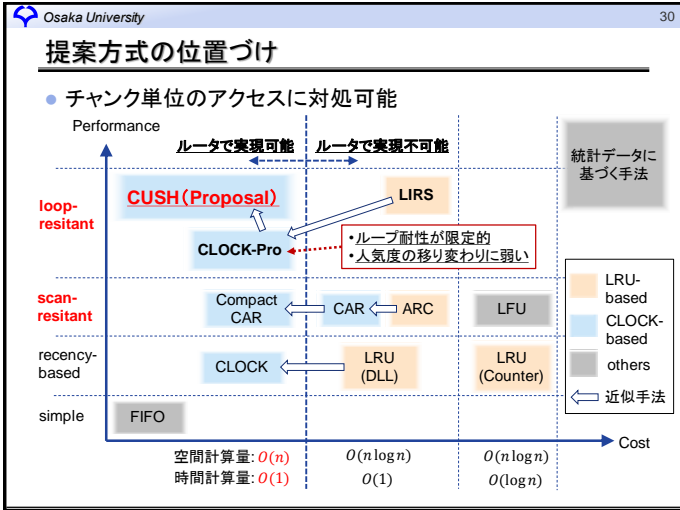 Osaka University
30
提案方式の位置づけ
チャンク単位のアクセスに対処可能
Performance
ルータで実現可能
ルータで実現不可能
統計データに
基づく手法
loop-
resitant
CUSH(Proposal)
LIRS
CLOCK-Pro
•ループ耐性が限定的
•人気度の移り変わりに弱い
scan-
resitant
Compact
CAR
CAR
ARC
LFU
recency-
based
CLOCK
LRU
(DLL)
LRU
(Counter)
simple
FIFO
LRU-
based
CLOCK-
based
others
近似手法
Cost
空間計算量: O(n)
O(n log n)
O(n log n)
時間計算量: O(1)
O(1)
O(log n)